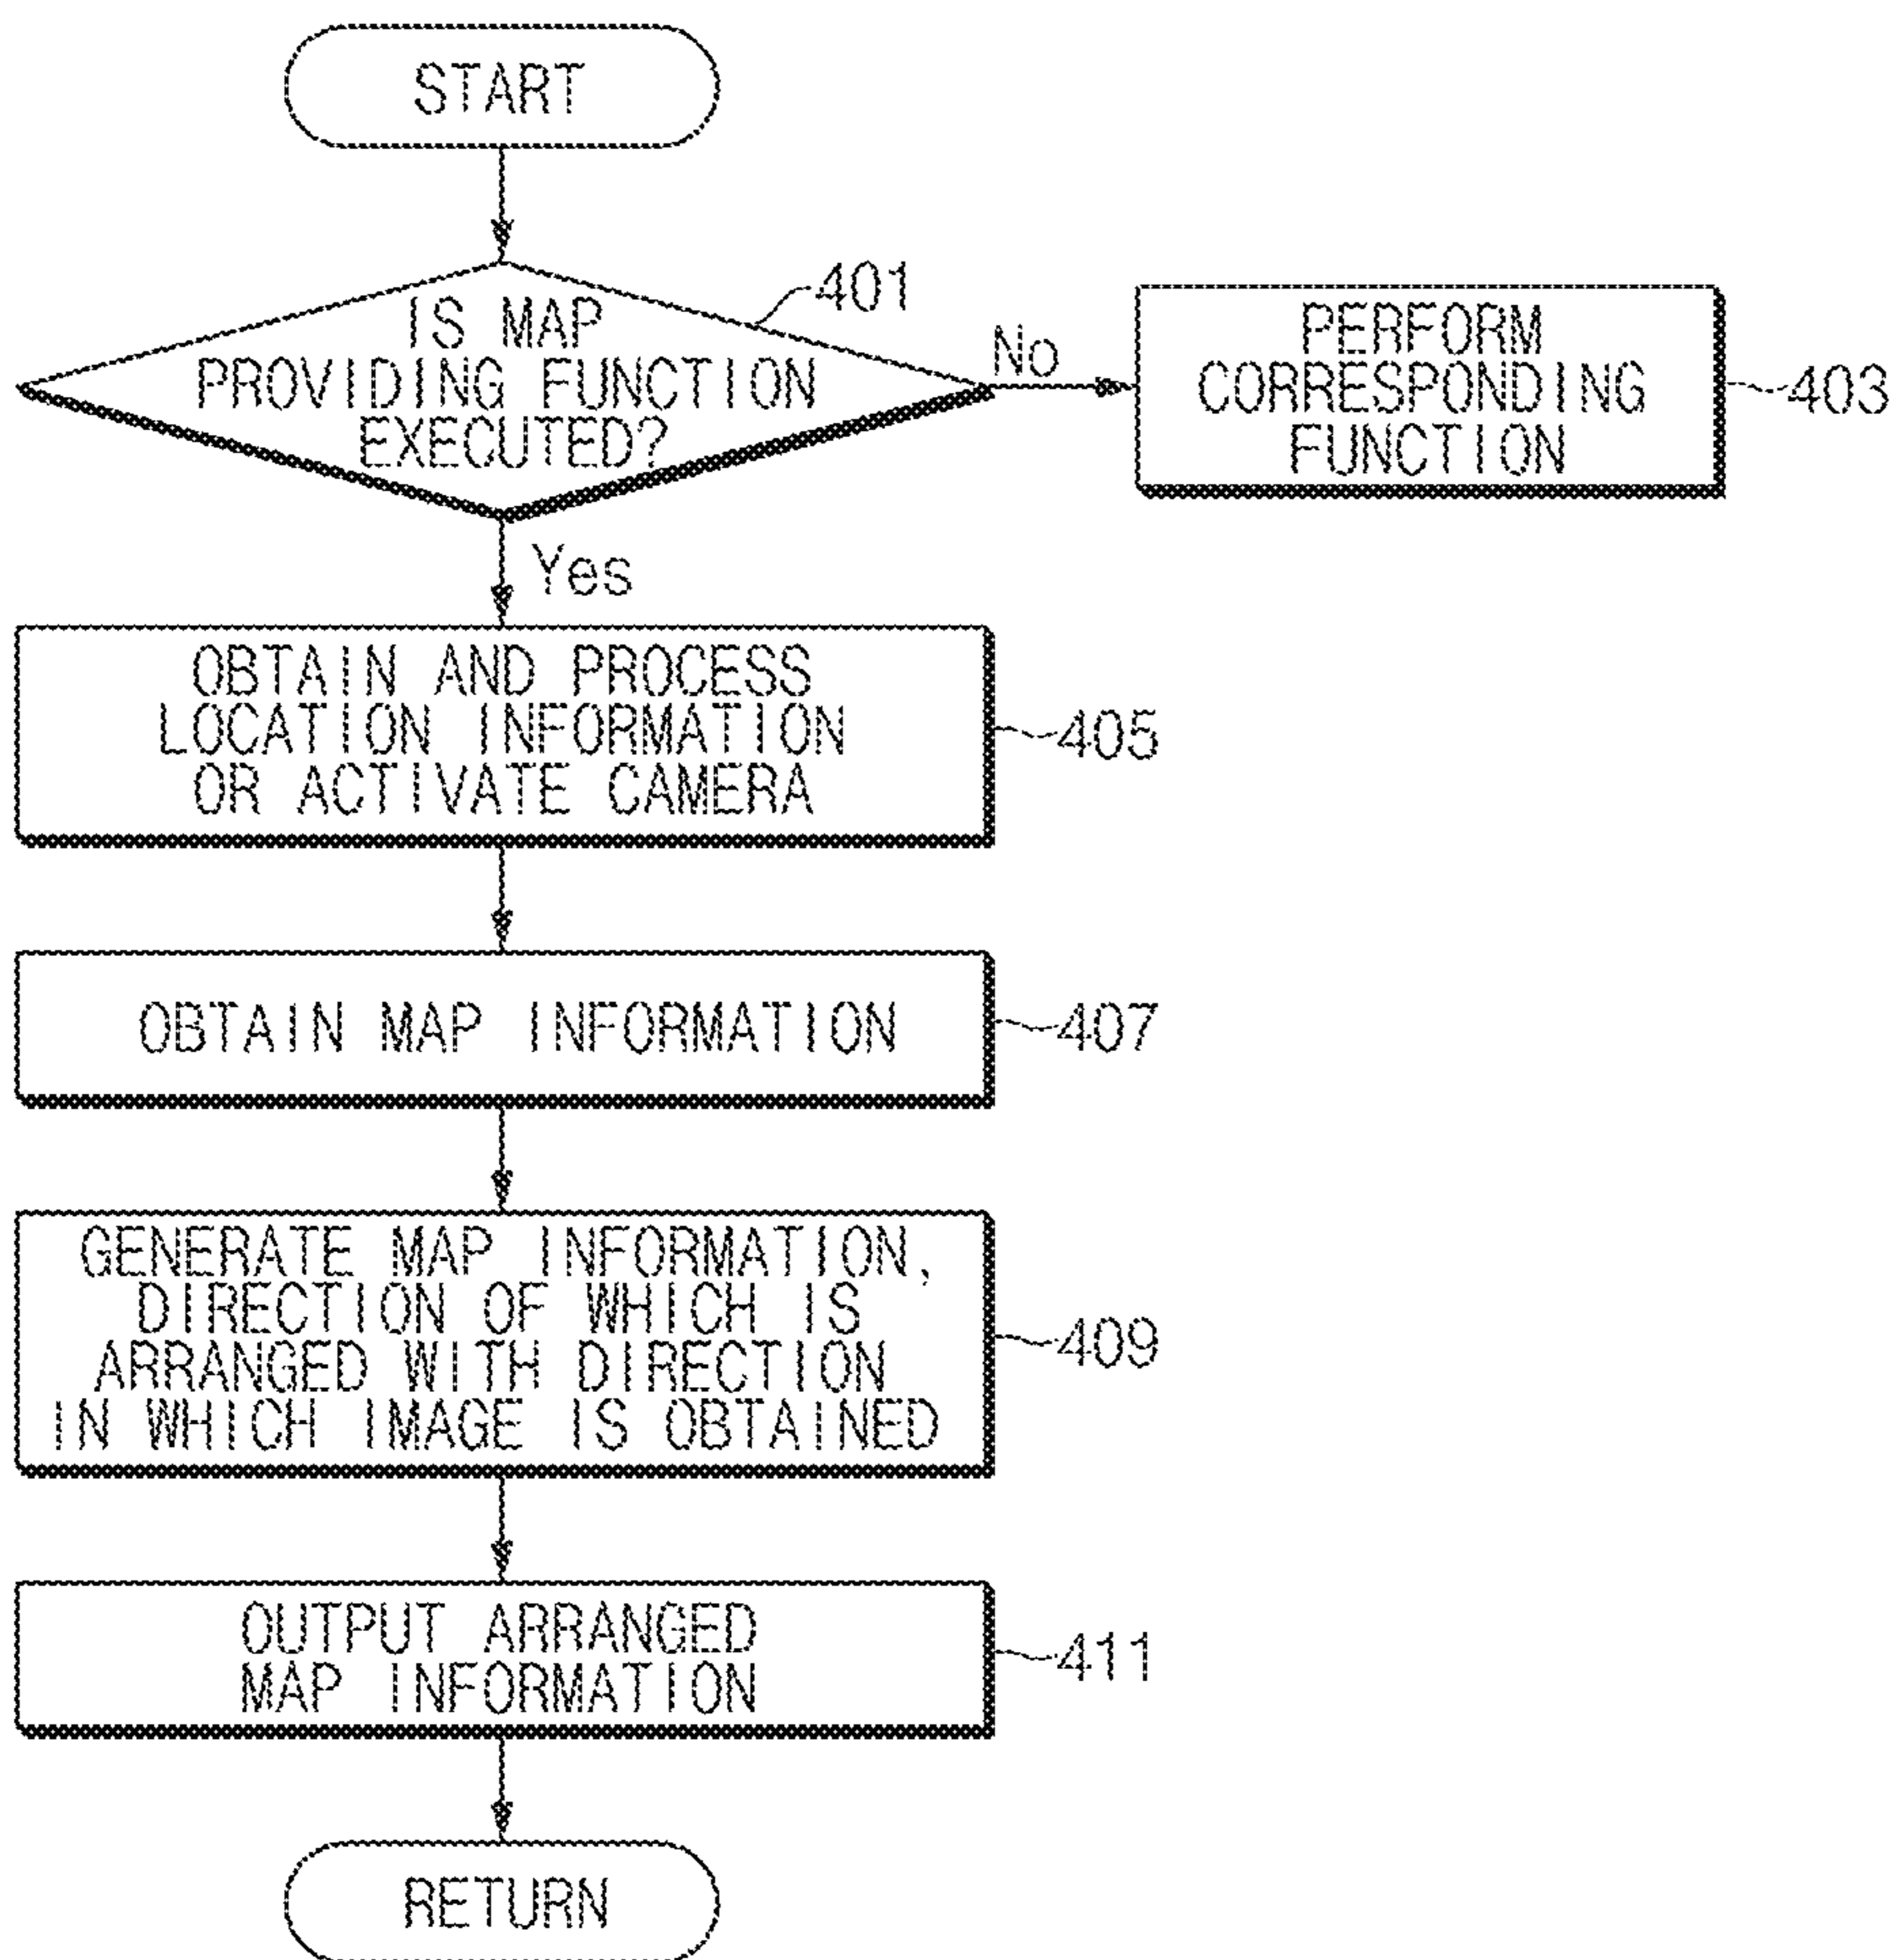 START
IS MAP
PROVIDING FUNCTION
EXECUTED?
401
No
PERFORM
CORRESPONDING
FUNCTION
403
Yes
OBTAIN AND PROCESS
LOCATION INFORMATION
OR ACTIVATE CAMERA
405
OBTAIN MAP INFORMATION
407
GENERATE MAP INFORMATION,
DIRECTION OF WHICH IS
ARRANGED WITH DIRECTION
IN WHICH IMAGE IS OBTAINED
409
OUTPUT ARRANGED
MAP INFORMATION
411
RETURN